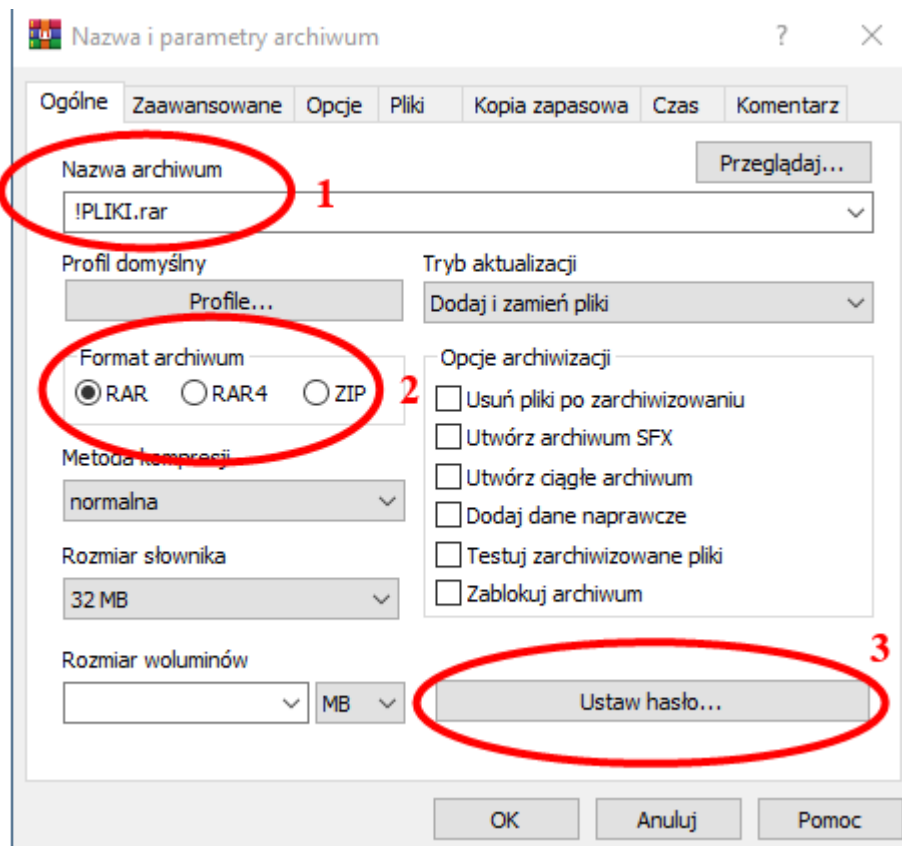 Nazwa i parametry archiwum
Ogólne Zaawansowane Opcje Pliki Kopia zapasowa Czas Komentarz
Nazwa archiwum 1 Przeglądaj...
!PLIKI.rar
Profil domyślny Tryb aktualizacji
Profile... Dodaj i zamień pliki
Format archiwum 2 Opcje archiwizacji
RAR RAR4 ZIP Usuń pliki po zarchiwizowaniu
Utwórz archiwum SFX
Metoda kompresji Utwórz ciągłe archiwum
normalna Dodaj dane naprawcze
Rozmiar słownika Testuj zarchiwizowane pliki
32 MB Zablokuj archiwum
Rozmiar woluminów 3
MB Ustaw hasło...
OK Anuluj Pomoc